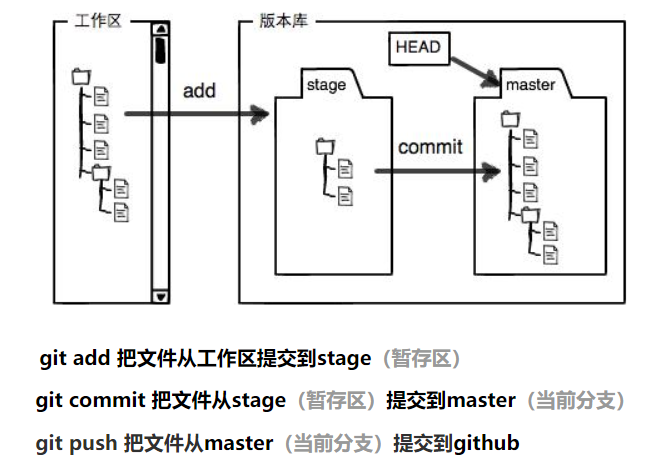 工作区
版本库
HEAD
stage
master
add
commit
git add 把文件从工作区提交到stage（暂存区）
git commit 把文件从stage（暂存区）提交到master（当前分支）
git push 把文件从master（当前分支）提交到github